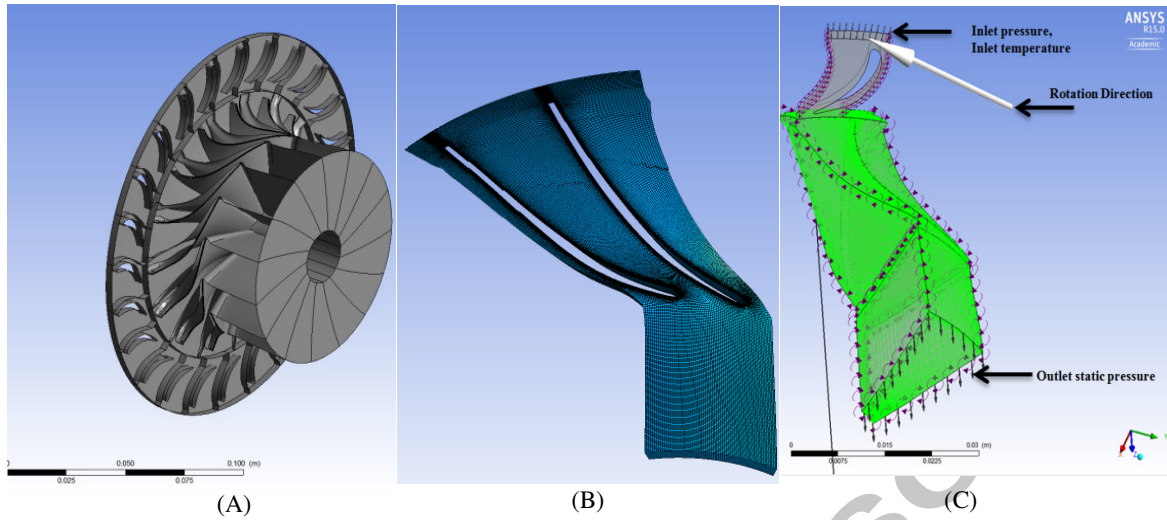 ANSYS
R15.0
Academic
Inlet pressure,
Inlet temperature
Rotation Direction
Outlet static pressure
0 0.050 0.100 (m)
0.025 0.075
0 0.015 0.03 (m)
0.0075 0.0225
Y
Z
(A)
(B)
(C)